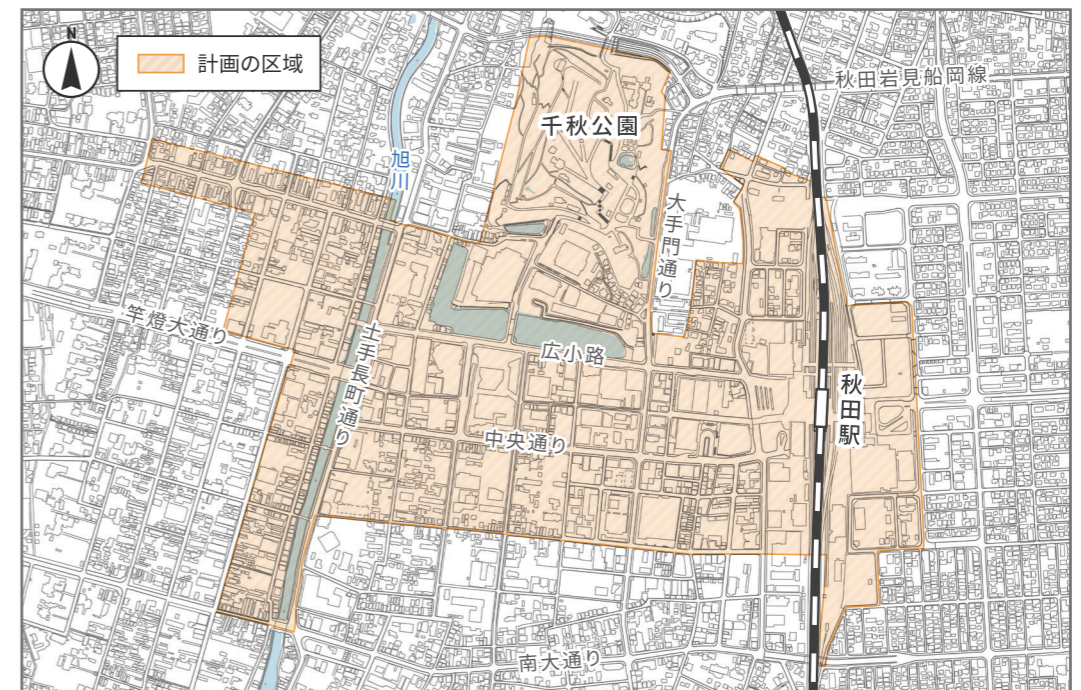 N
計画の区域
秋田岩見船岡線
千秋公園
旭川
大手門通り
竿燈大通り
土手長町通り
広小路
秋田駅
中央通り
南大通り